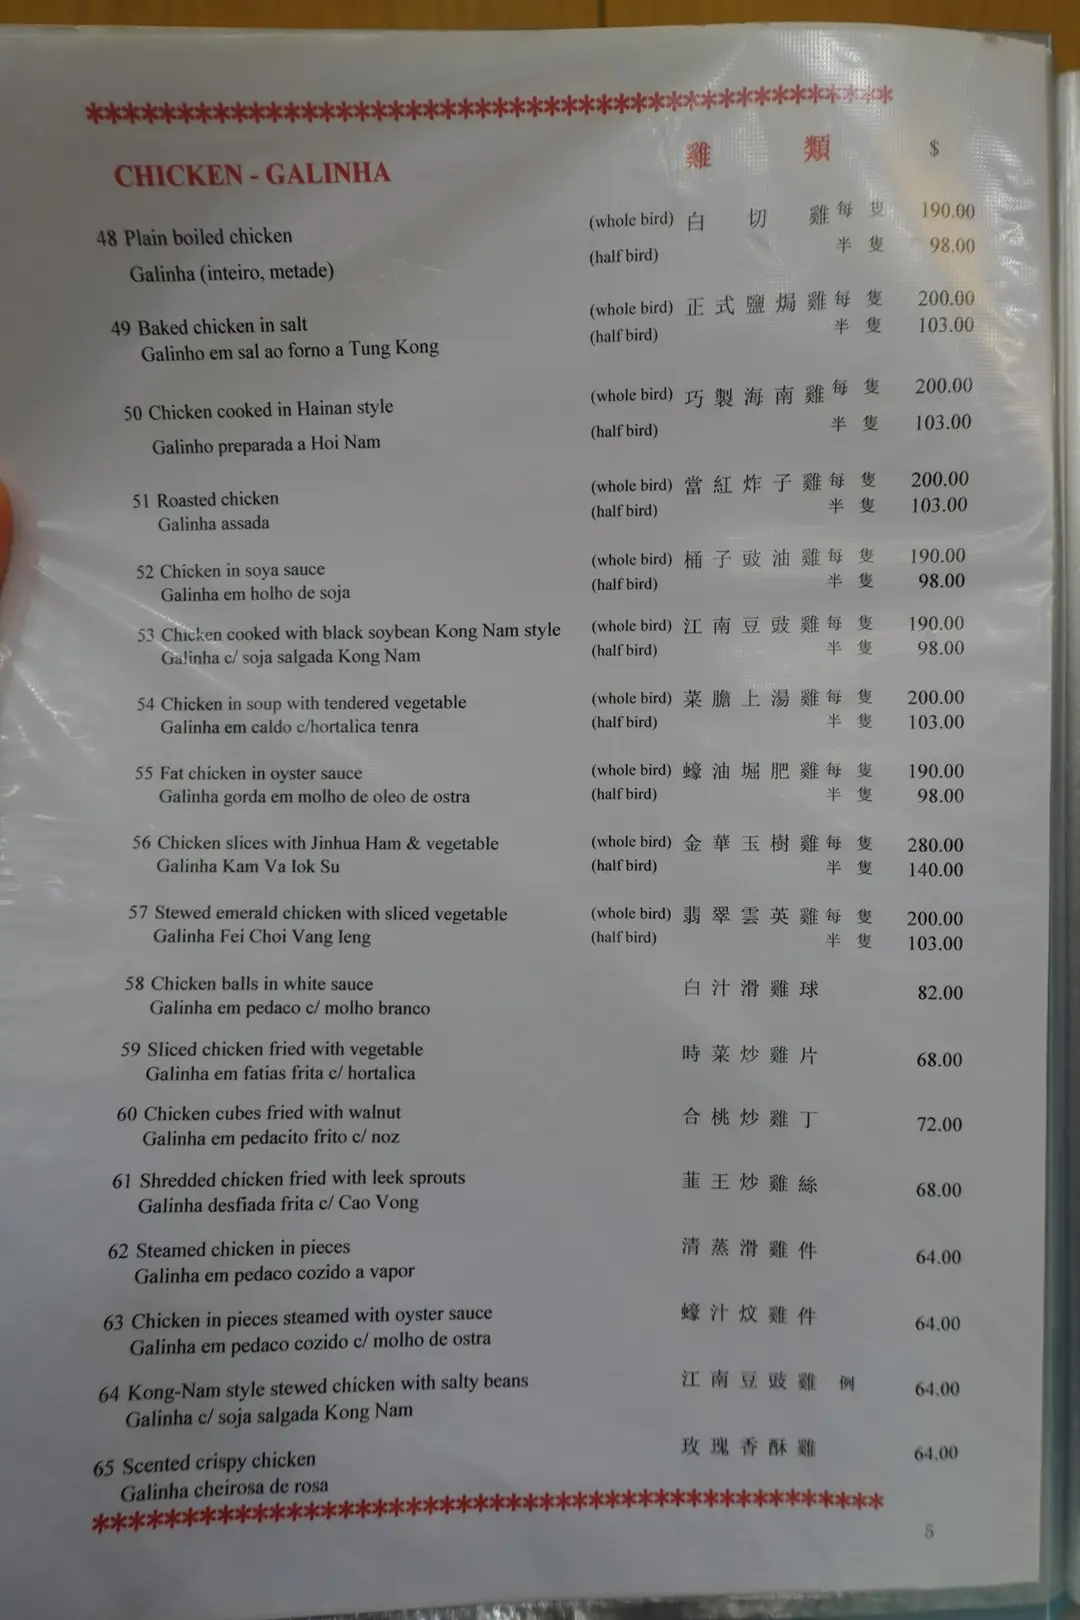 CHICKEN - GALINHA 雞 類 $
48 Plain boiled chicken (whole bird) 白 切 雞 每 隻 190.00
Galinha (inteiro, metade) (half bird) 半 隻 98.00
49 Baked chicken in salt (whole bird) 正 式 鹽 焗 雞 每 隻 200.00
Galinho em sal ao forno a Tung Kong (half bird) 半 隻 103.00
50 Chicken cooked in Hainan style (whole bird) 巧 製 海 南 雞 每 隻 200.00
Galinho preparada a Hoi Nam (half bird) 半 隻 103.00
51 Roasted chicken (whole bird) 當 紅 炸 子 雞 每 隻 200.00
Galinha assada (half bird) 半 隻 103.00
52 Chicken in soya sauce (whole bird) 桶 子 豉 油 雞 每 隻 190.00
Galinha em holho de soja (half bird) 半 隻 98.00
53 Chicken cooked with black soybean Kong Nam style (whole bird) 江 南 豆 豉 雞 每 隻 190.00
Galinha c/ soja salgada Kong Nam (half bird) 半 隻 98.00
54 Chicken in soup with tendered vegetable (whole bird) 菜 膽 上 湯 雞 每 隻 200.00
Galinha em caldo c/hortalica tenra (half bird) 半 隻 103.00
55 Fat chicken in oyster sauce (whole bird) 蠔 油 堀 肥 雞 每 隻 190.00
Galinha gorda em molho de oleo de ostra (half bird) 半 隻 98.00
56 Chicken slices with Jinhua Ham & vegetable (whole bird) 金 華 玉 樹 雞 每 隻 280.00
Galinha Kam Va Iok Su (half bird) 半 隻 140.00
57 Stewed emerald chicken with sliced vegetable (whole bird) 翡 翠 雲 英 雞 每 隻 200.00
Galinha Fei Choi Vang Ieng (half bird) 半 隻 103.00
58 Chicken balls in white sauce 白 汁 滑 雞 球 82.00
Galinha em pedaco c/ molho branco
59 Sliced chicken fried with vegetable 時 菜 炒 雞 片 68.00
Galinha em fatias frita c/ hortalica
60 Chicken cubes fried with walnut 合 桃 炒 雞 丁 72.00
Galinha em pedacito frito c/ noz
61 Shredded chicken fried with leek sprouts 韮 王 炒 雞 絲 68.00
Galinha desfiada frita c/ Cao Vong
62 Steamed chicken in pieces 清 蒸 滑 雞 件 64.00
Galinha em pedaco cozido a vapor
63 Chicken in pieces steamed with oyster sauce 蠔 汁 炆 雞 件 64.00
Galinha em pedaco cozido c/ molho de ostra
64 Kong-Nam style stewed chicken with salty beans 江 南 豆 豉 雞 例 64.00
Galinha c/ soja salgada Kong Nam
65 Scented crispy chicken 玫 瑰 香 酥 雞 64.00
Galinha cheirosa de rosa
5